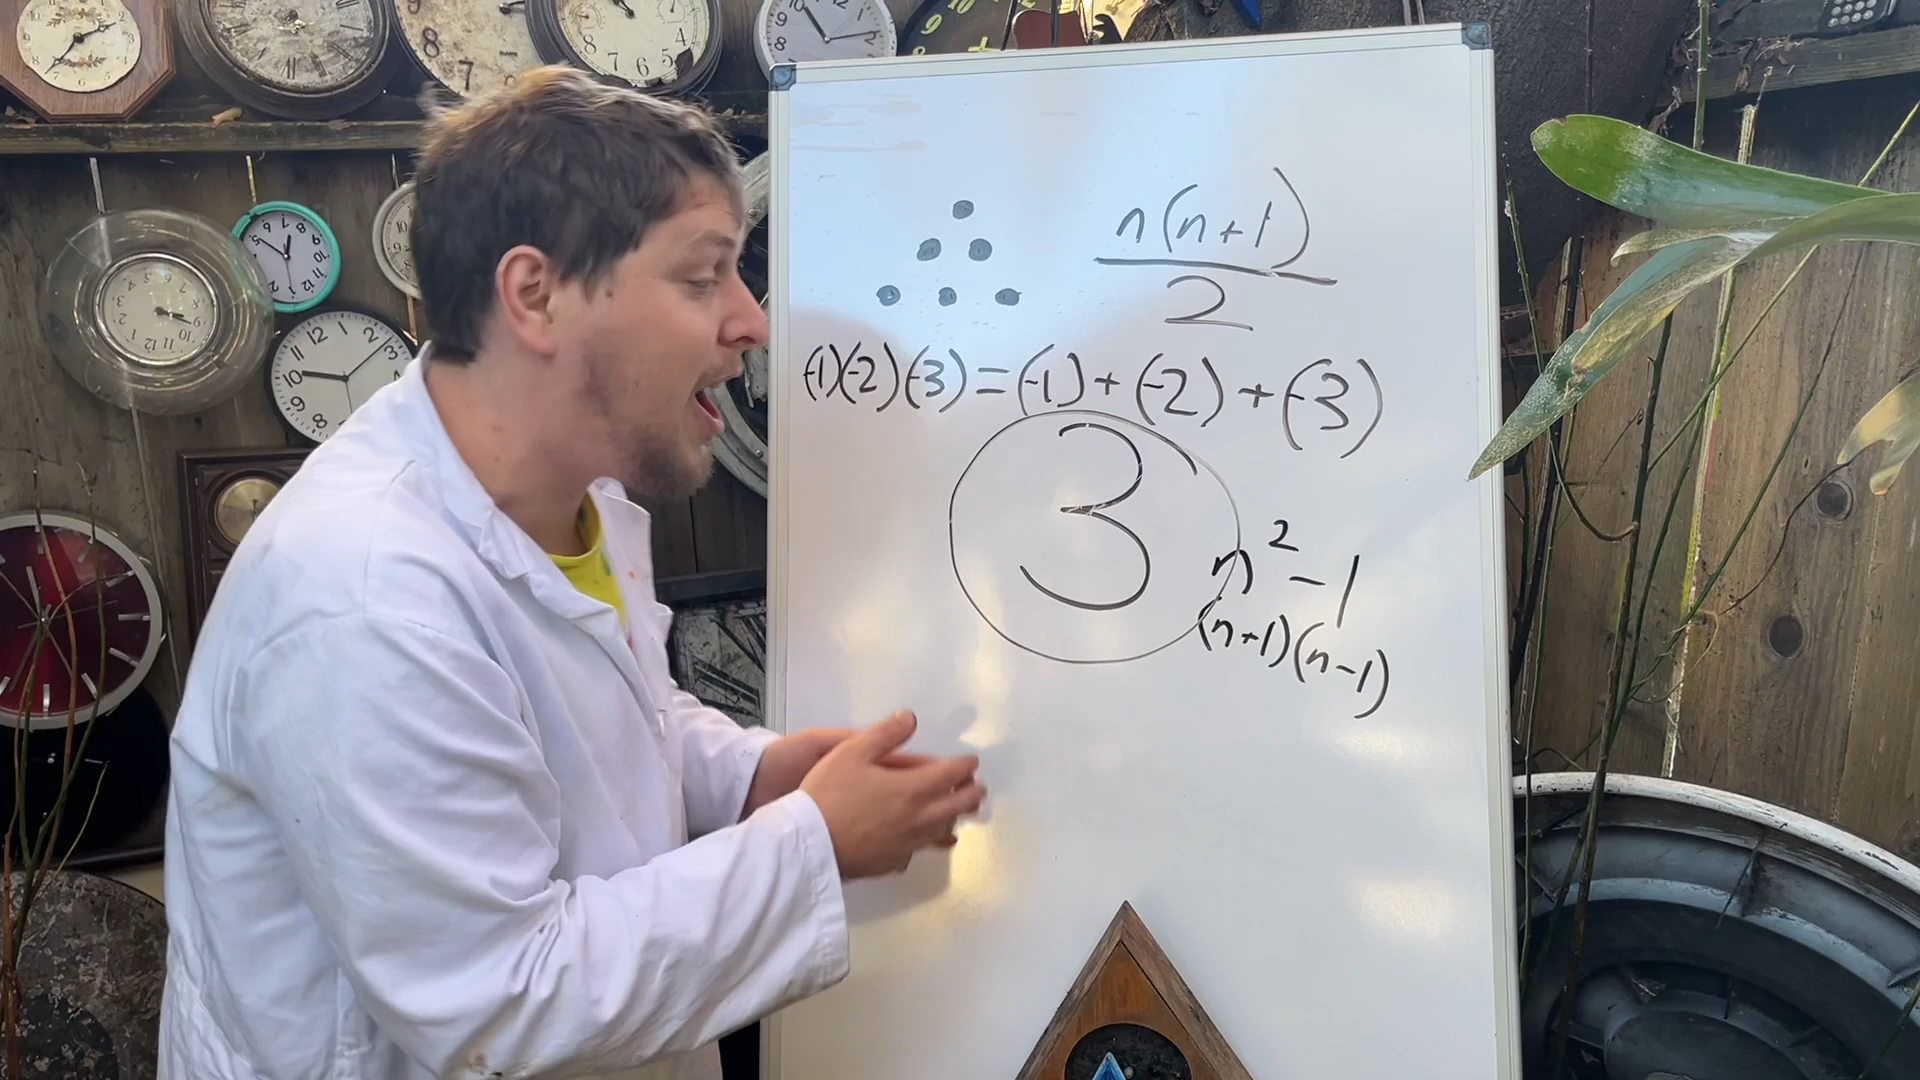 n(n+1)
2
(-1)(-2)(-3)=(-1)+(-2)+(-3)
3
n²-1
(n+1)(n-1)